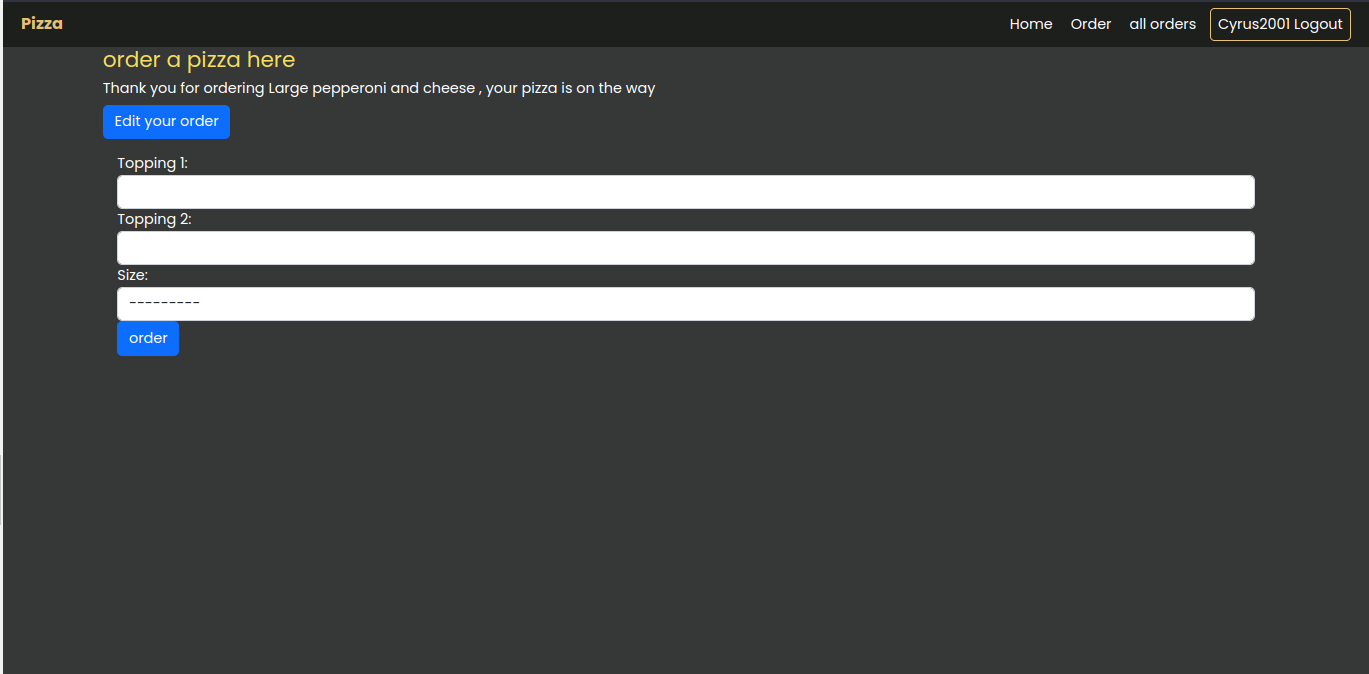 Pizza Home Order all orders Cyrus2001 Logout
order a pizza here
Thank you for ordering Large pepperoni and cheese , your pizza is on the way
Edit your order
Topping 1:
Topping 2:
Size:
---------
order